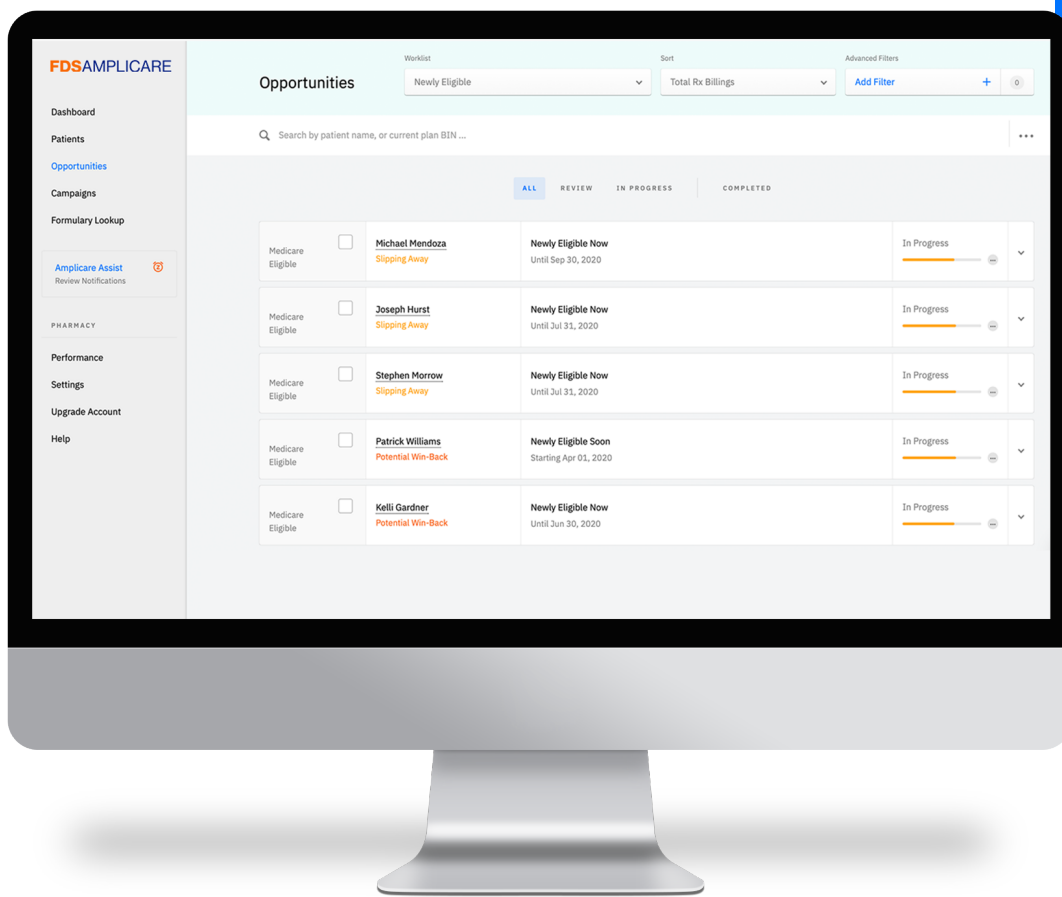 FDSAMPLICARE
Dashboard
Patients
Opportunities
Campaigns
Formulary Lookup
Amplicare Assist
Review Notifications
PHARMACY
Performance
Settings
Upgrade Account
Help
Opportunities
Worklist
Newly Eligible
Sort
Total Rx Billings
Advanced Filters
Add Filter + 0
Search by patient name, or current plan BIN ...
ALL REVIEW IN PROGRESS COMPLETED
Medicare
Eligible
Michael Mendoza
Slipping Away
Newly Eligible Now
Until Sep 30, 2020
In Progress
Medicare
Eligible
Joseph Hurst
Slipping Away
Newly Eligible Now
Until Jul 31, 2020
In Progress
Medicare
Eligible
Stephen Morrow
Slipping Away
Newly Eligible Now
Until Jul 31, 2020
In Progress
Medicare
Eligible
Patrick Williams
Potential Win-Back
Newly Eligible Soon
Starting Apr 01, 2020
In Progress
Medicare
Eligible
Kelli Gardner
Potential Win-Back
Newly Eligible Now
Until Jun 30, 2020
In Progress